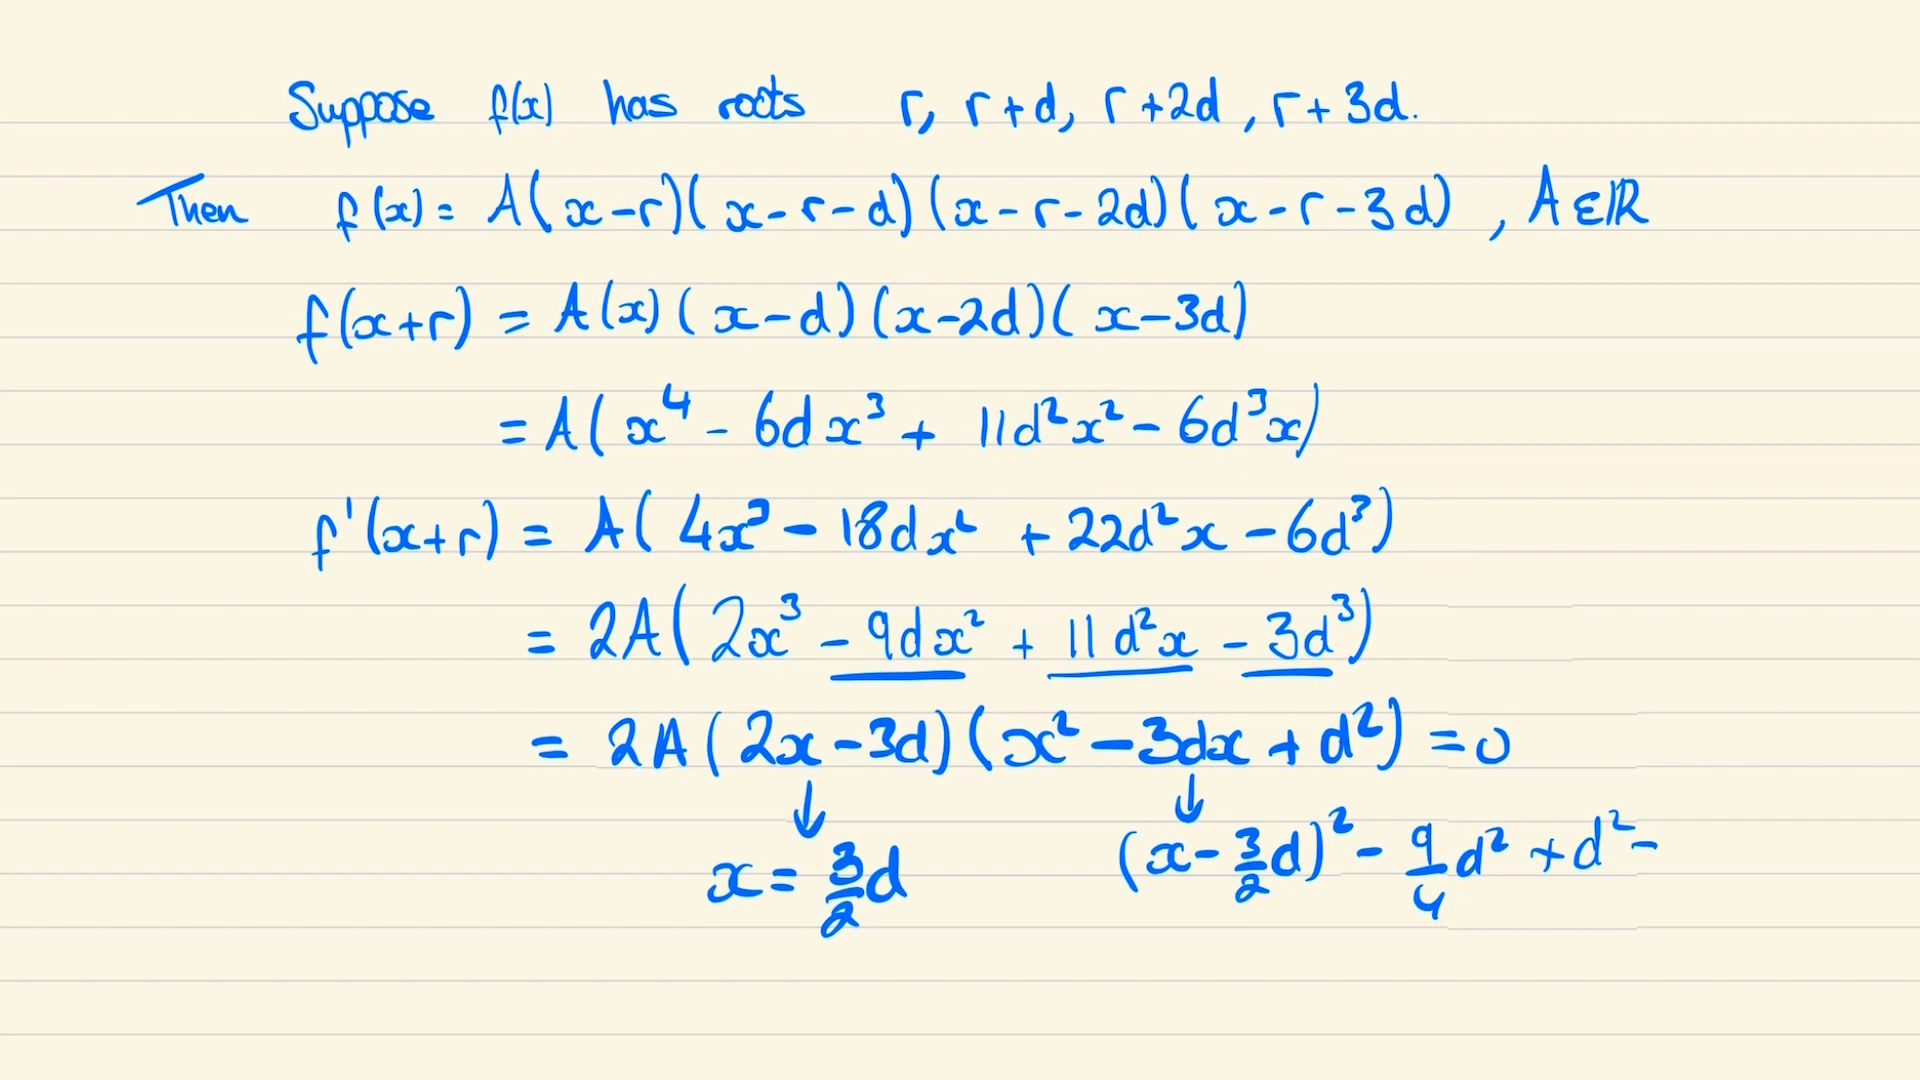 Suppose f(x) has roots r, r+d, r+2d, r+3d.
Then f(x) = A(x-r)(x-r-d)(x-r-2d)(x-r-3d), A∈ℝ
f(x+r) = A(x)(x-d)(x-2d)(x-3d)
= A(x⁴ - 6dx³ + 11d²x² - 6d³x)
f'(x+r) = A(4x³ - 18dx² + 22d²x - 6d³)
= 2A(2x³ - 9dx² + 11d²x - 3d³)
= 2A(2x-3d)(x² - 3dx + d²) = 0
↓ ↓
x = 3/2 d (x - 3/2 d)² - 9/4 d² + d² -